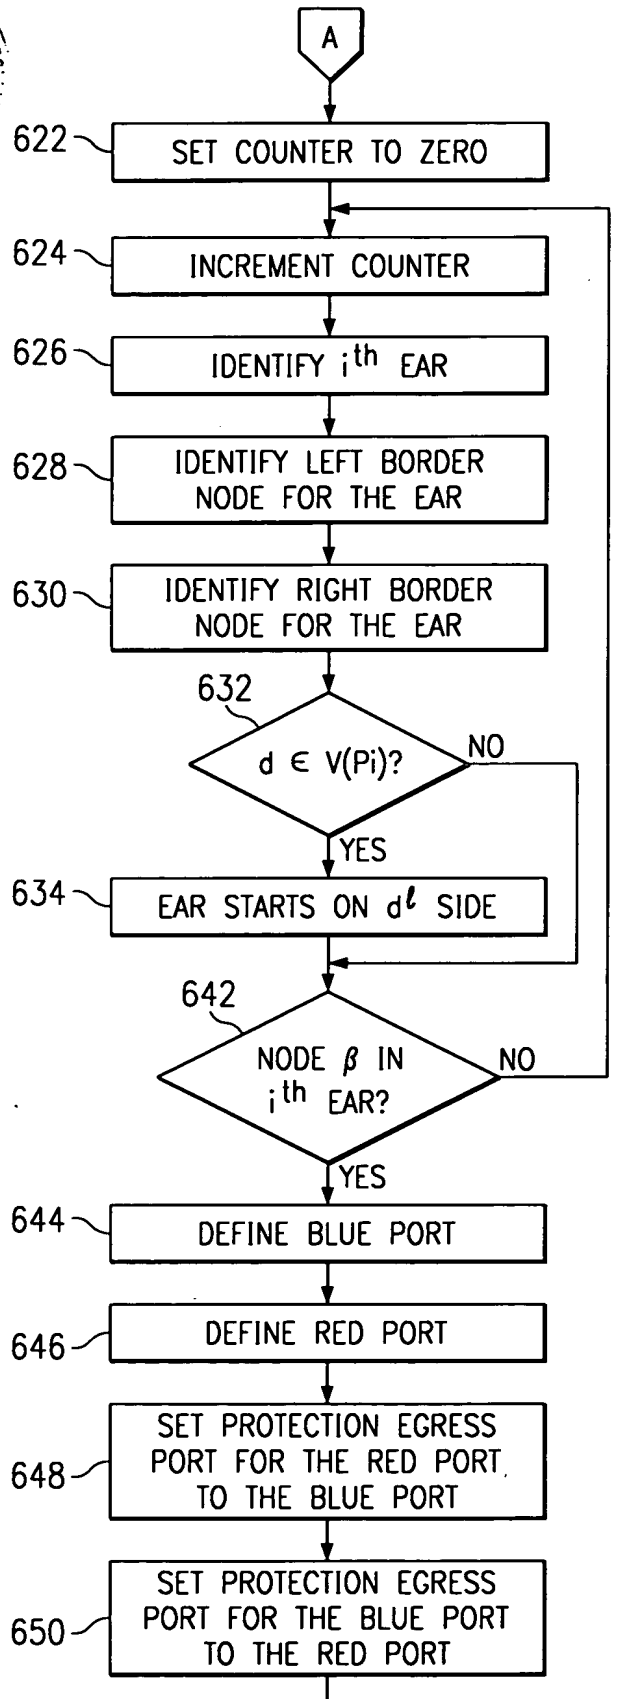 A
622
SET COUNTER TO ZERO
624
INCREMENT COUNTER
626
IDENTIFY ith EAR
628
IDENTIFY LEFT BORDER
NODE FOR THE EAR
630
IDENTIFY RIGHT BORDER
NODE FOR THE EAR
632
d ∈ V(Pi)?
NO
YES
634
EAR STARTS ON dℓ SIDE
642
NODE β IN
ith EAR?
NO
YES
644
DEFINE BLUE PORT
646
DEFINE RED PORT
648
SET PROTECTION EGRESS
PORT FOR THE RED PORT
TO THE BLUE PORT
650
SET PROTECTION EGRESS
PORT FOR THE BLUE PORT
TO THE RED PORT